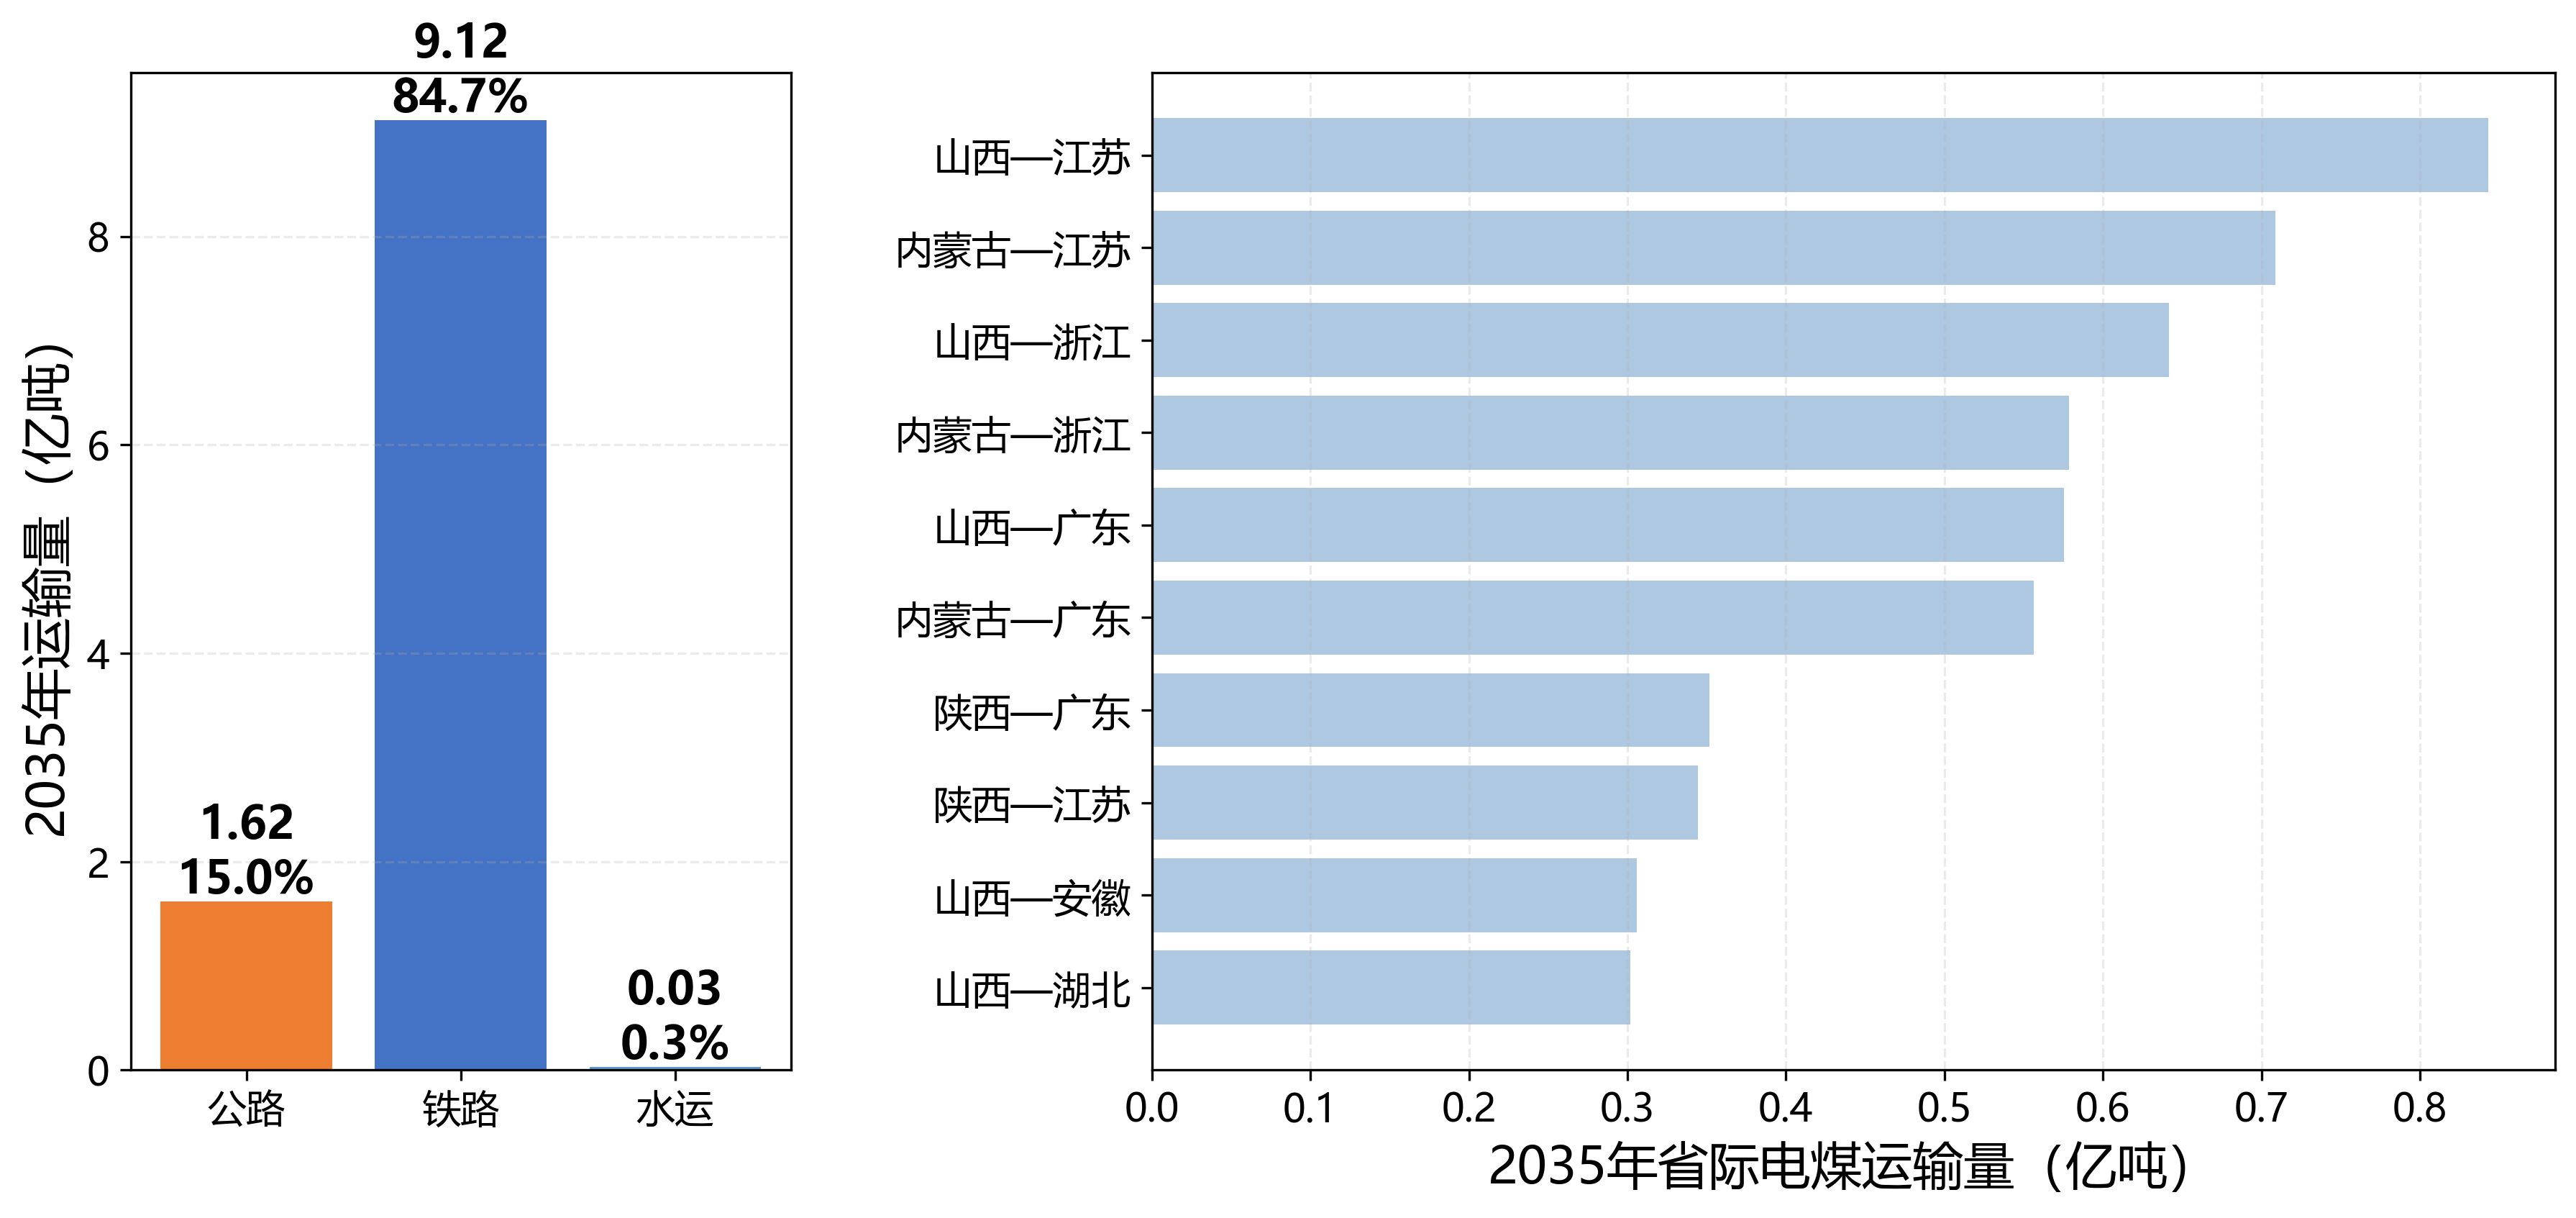 2035年运输量（亿吨）
8
6
4
2
0
9.12
84.7%
1.62
15.0%
0.03
0.3%
公路
铁路
水运
山西—江苏
内蒙古—江苏
山西—浙江
内蒙古—浙江
山西—广东
内蒙古—广东
陕西—广东
陕西—江苏
山西—安徽
山西—湖北
0.0
0.1
0.2
0.3
0.4
0.5
0.6
0.7
0.8
2035年省际电煤运输量（亿吨）